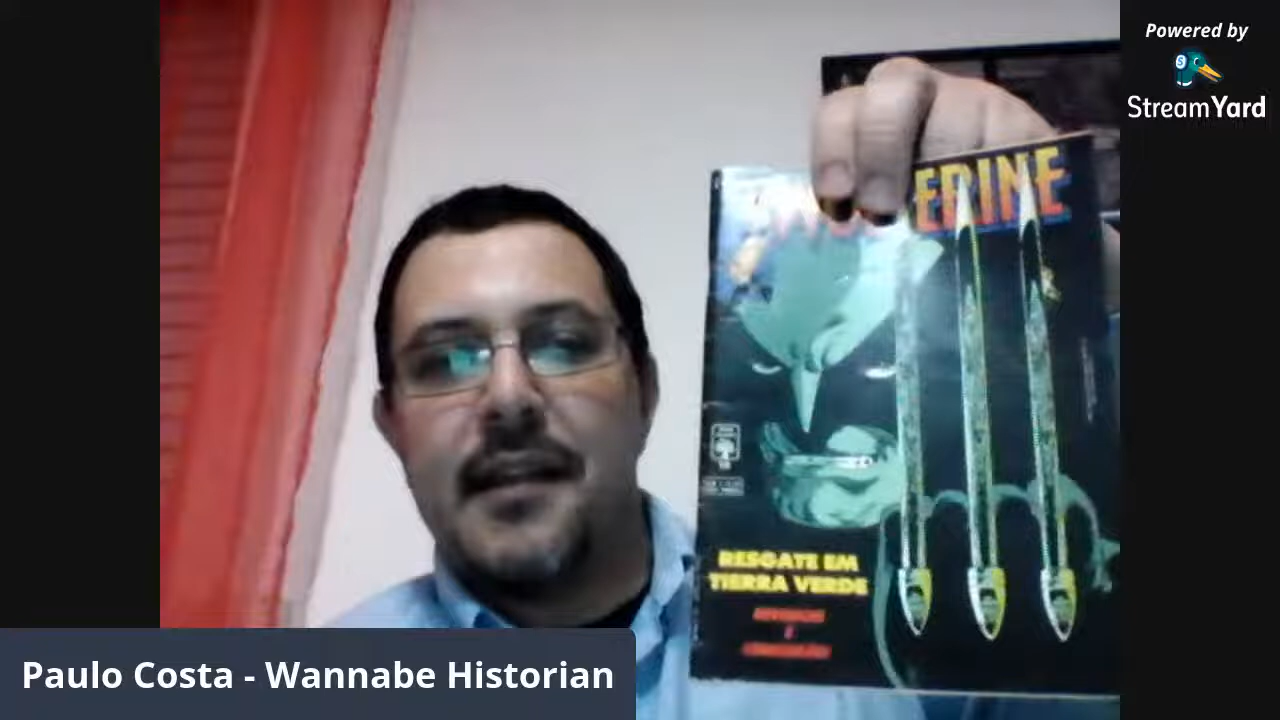 Powered by
StreamYard
ERINE
RESGATE EM
TIERRA VERDE
Paulo Costa - Wannabe Historian